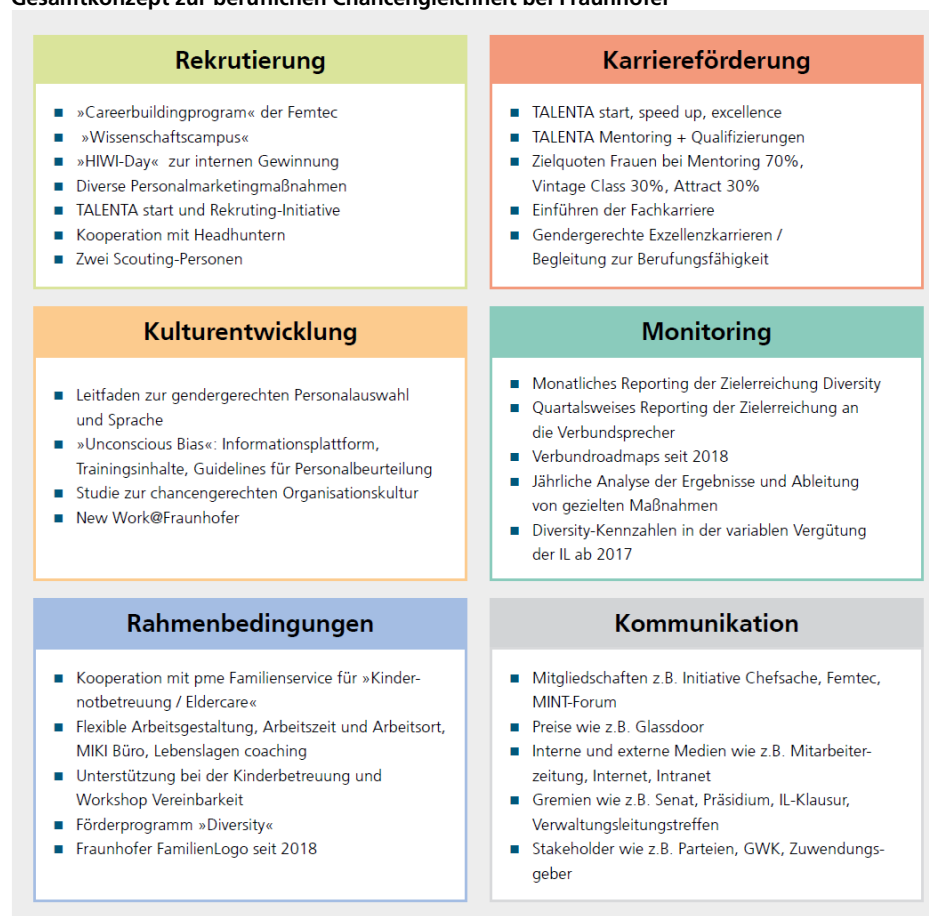 Gesamtkonzept zur beruflichen Chancengleichheit bei Fraunhofer
Rekrutierung
■ »Careerbuildingprogram« der Femtec
■ »Wissenschaftscampus«
■ »HIWI-Day« zur internen Gewinnung
■ Diverse Personalmarketingmaßnahmen
■ TALENTA start und Rekruting-Initiative
■ Kooperation mit Headhuntern
■ Zwei Scouting-Personen
Karriereförderung
■ TALENTA start, speed up, excellence
■ TALENTA Mentoring + Qualifizierungen
■ Zielquoten Frauen bei Mentoring 70%,
Vintage Class 30%, Attract 30%
■ Einführen der Fachkarriere
■ Gendergerechte Exzellenzkarrieren /
Begleitung zur Berufungsfähigkeit
Kulturentwicklung
■ Leitfaden zur gendergerechten Personalauswahl
und Sprache
■ »Unconscious Bias«: Informationsplattform,
Trainingsinhalte, Guidelines für Personalbeurteilung
■ Studie zur chancengerechten Organisationskultur
■ New Work@Fraunhofer
Monitoring
■ Monatliches Reporting der Zielerreichung Diversity
■ Quartalsweises Reporting der Zielerreichung an
die Verbundsprecher
■ Verbundroadmaps seit 2018
■ Jährliche Analyse der Ergebnisse und Ableitung
von gezielten Maßnahmen
■ Diversity-Kennzahlen in der variablen Vergütung
der IL ab 2017
Rahmenbedingungen
■ Kooperation mit pme Familienservice für »Kinder-
notbetreuung / Eldercare«
■ Flexible Arbeitsgestaltung, Arbeitszeit und Arbeitsort,
MIKI Büro, Lebenslagen coaching
■ Unterstützung bei der Kinderbetreuung und
Workshop Vereinbarkeit
■ Förderprogramm »Diversity«
■ Fraunhofer FamilienLogo seit 2018
Kommunikation
■ Mitgliedschaften z.B. Initiative Chefsache, Femtec,
MINT-Forum
■ Preise wie z.B. Glassdoor
■ Interne und externe Medien wie z.B. Mitarbeiter-
zeitung, Internet, Intranet
■ Gremien wie z.B. Senat, Präsidium, IL-Klausur,
Verwaltungsleitungstreffen
■ Stakeholder wie z.B. Parteien, GWK, Zuwendungs-
geber